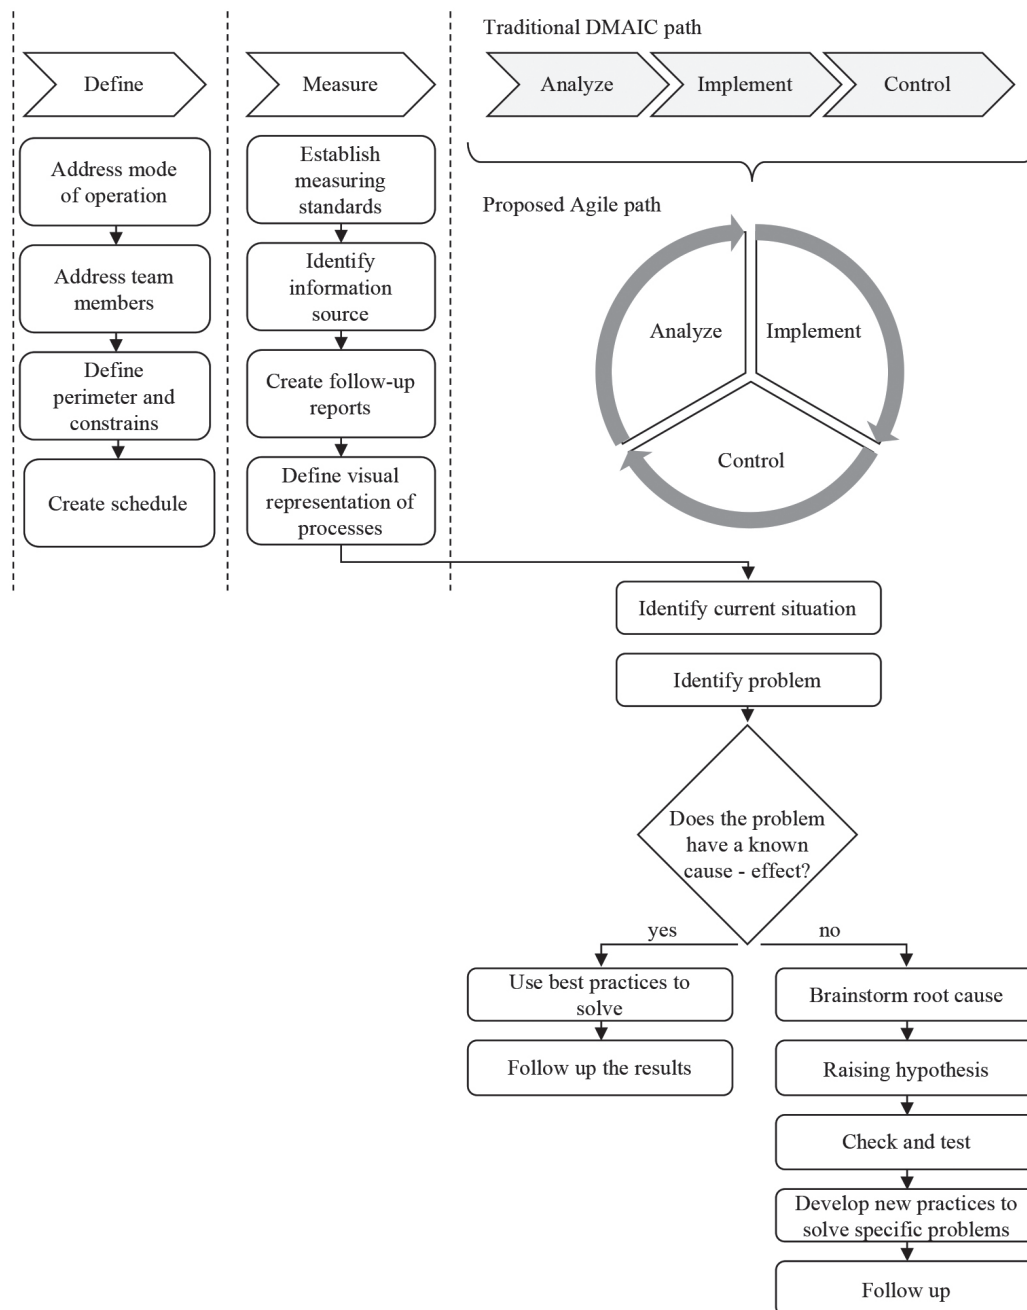 Define
Address mode
of operation
Address team
members
Define
perimeter and
constrains
Create schedule
Measure
Establish
measuring
standards
Identify
information
source
Create follow-up
reports
Define visual
representation of
processes
Traditional DMAIC path
Analyze
Implement
Control
Proposed Agile path
Analyze
Implement
Control
Identify current situation
Identify problem
Does the problem
have a known
cause - effect?
yes
Use best practices to
solve
Follow up the results
no
Brainstorm root cause
Raising hypothesis
Check and test
Develop new practices to
solve specific problems
Follow up